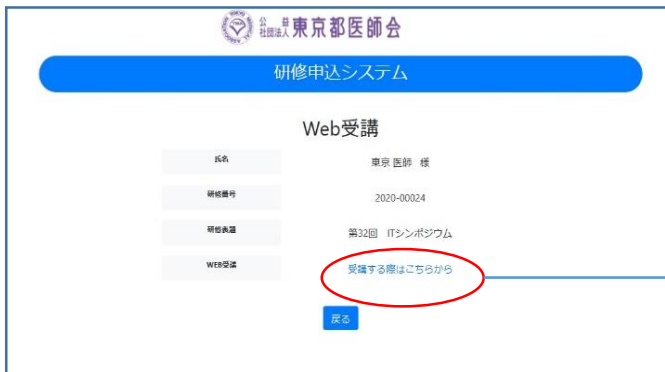 公益社団法人 東京都医師会
研修申込システム
Web受講
氏名 東京 医師 様
研修番号 2020-00024
研修表題 第32回 ITシンポジウム
WEB受講 受講する際はこちらから
戻る